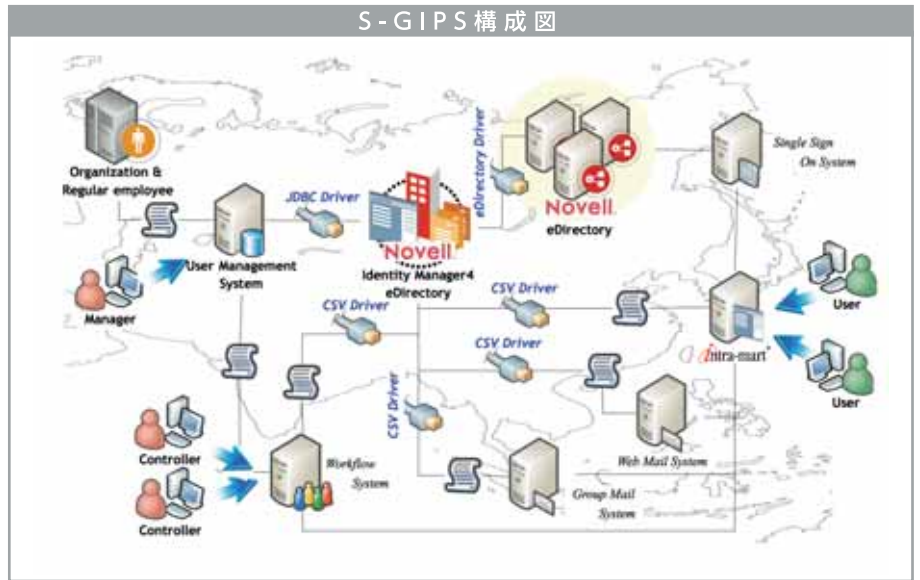 S-GIPS構成図
Organization &
Regular employee
JDBC Driver
eDirectory Driver
Novell
eDirectory
Single Sign
On System
Manager
User Management
System
Novell
Identity Manager4
eDirectory
CSV Driver
CSV Driver
CSV Driver
CSV Driver
intra-mart
User
User
Controller
Controller
Workflow
System
Web Mail System
Group Mail
System